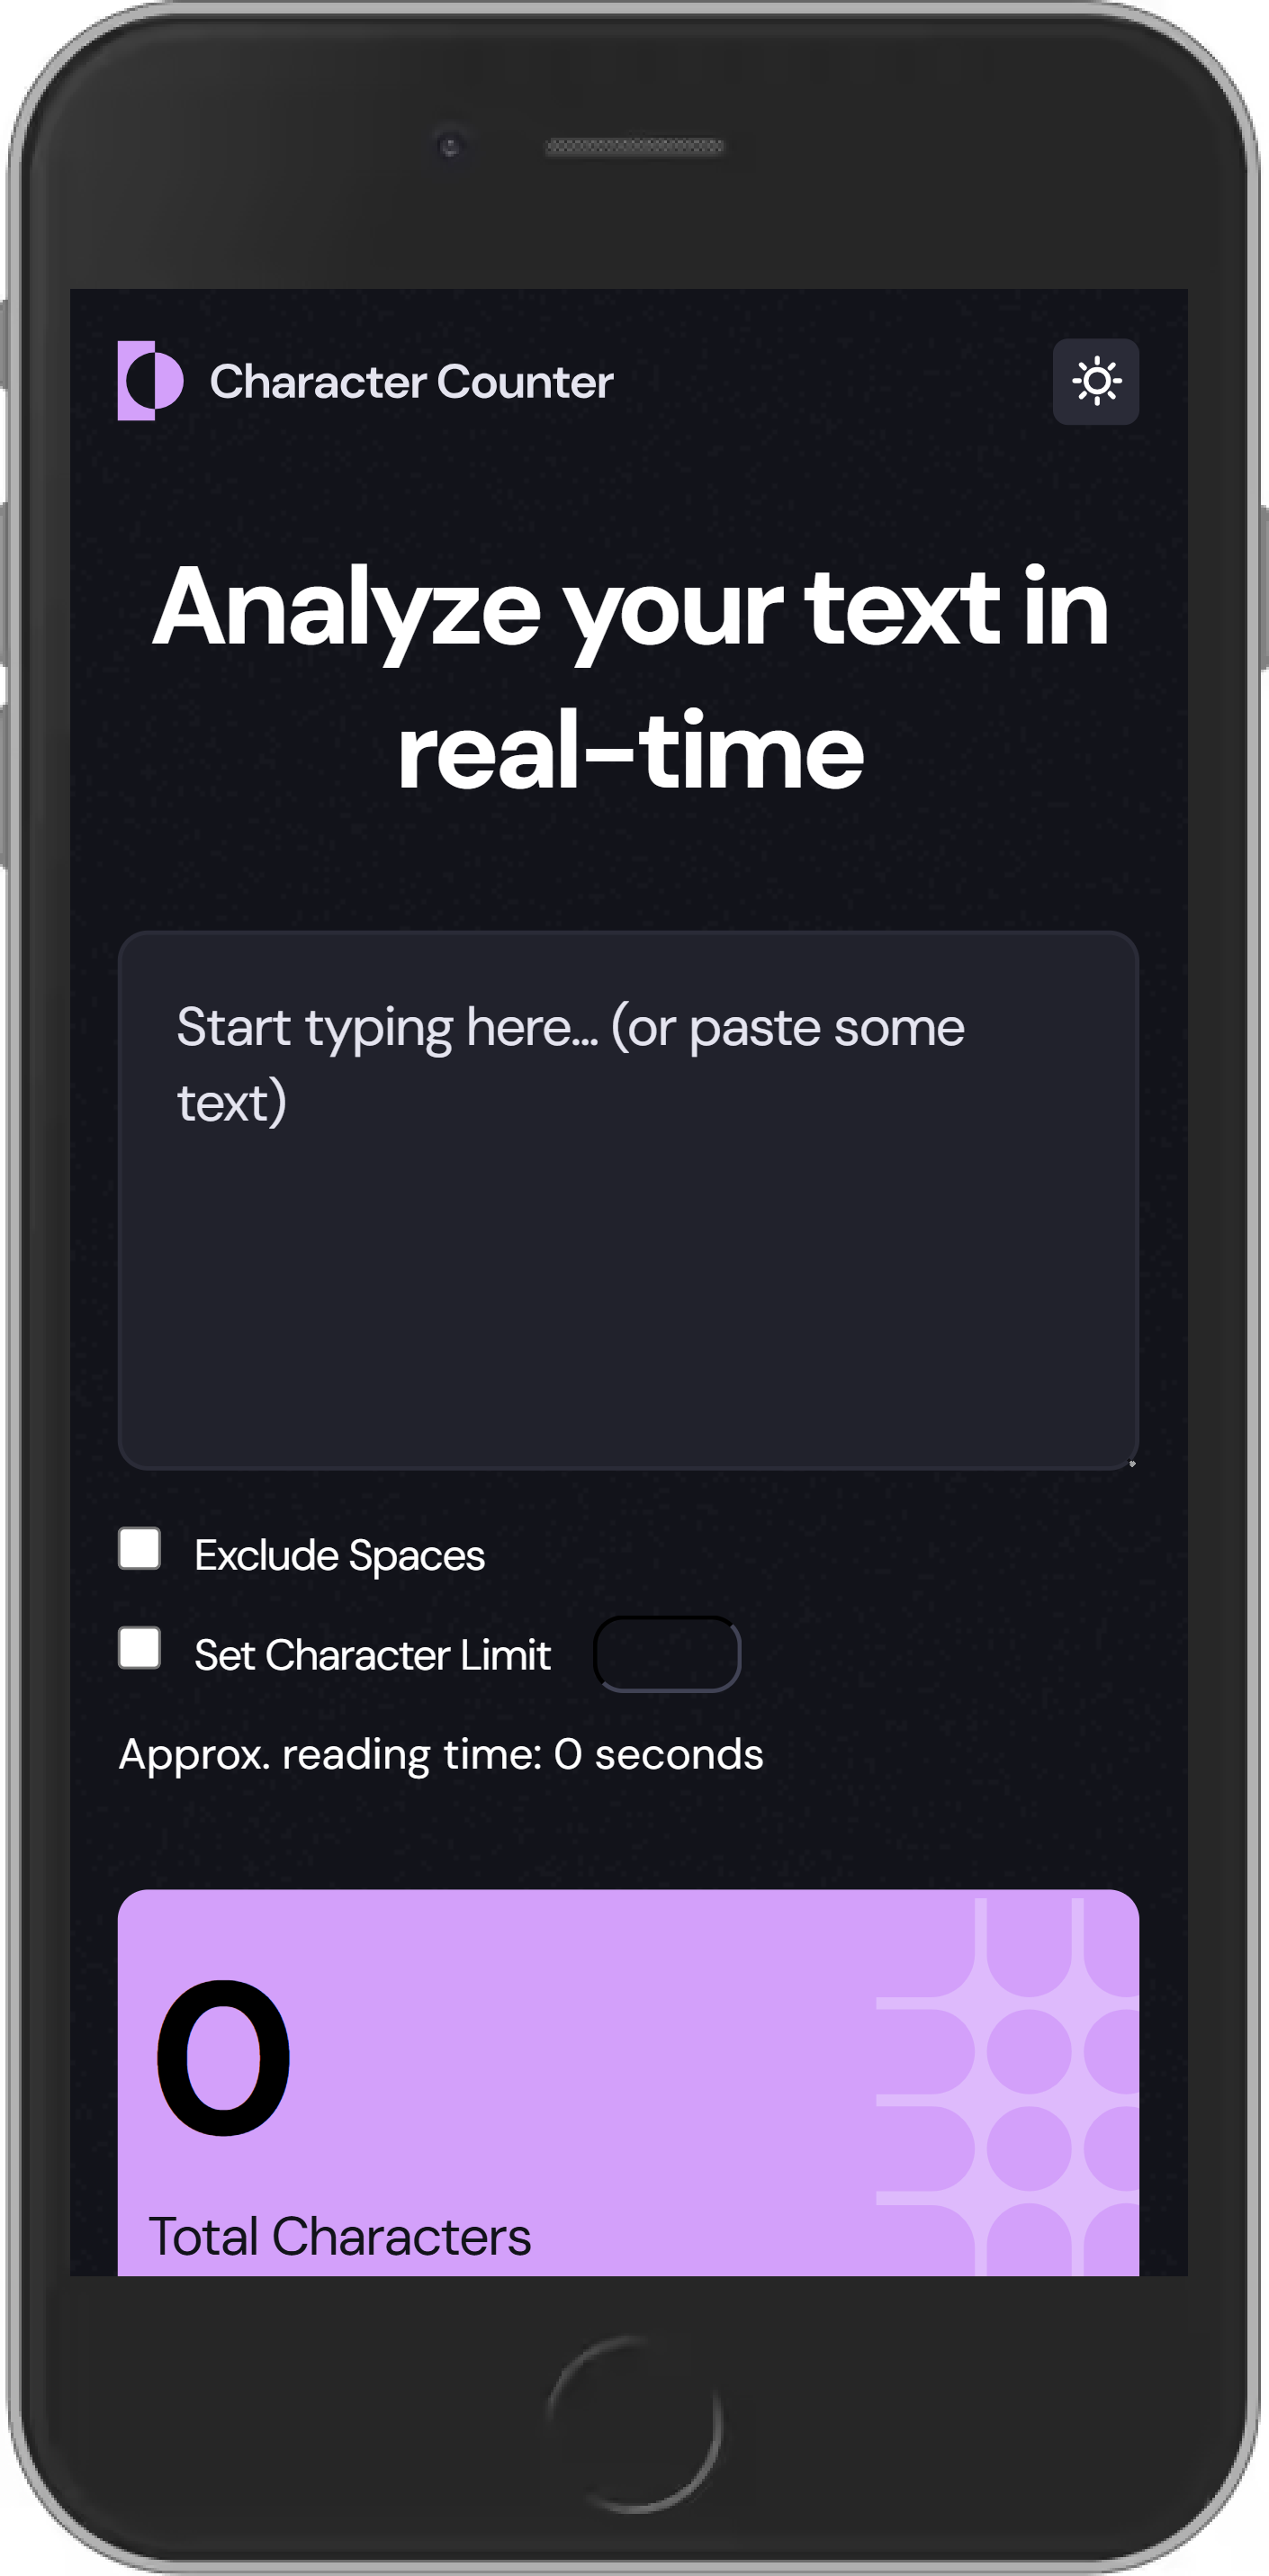 Character Counter
Analyze your text in
real-time
Start typing here... (or paste some
text)
Exclude Spaces
Set Character Limit
Approx. reading time: 0 seconds
0
Total Characters